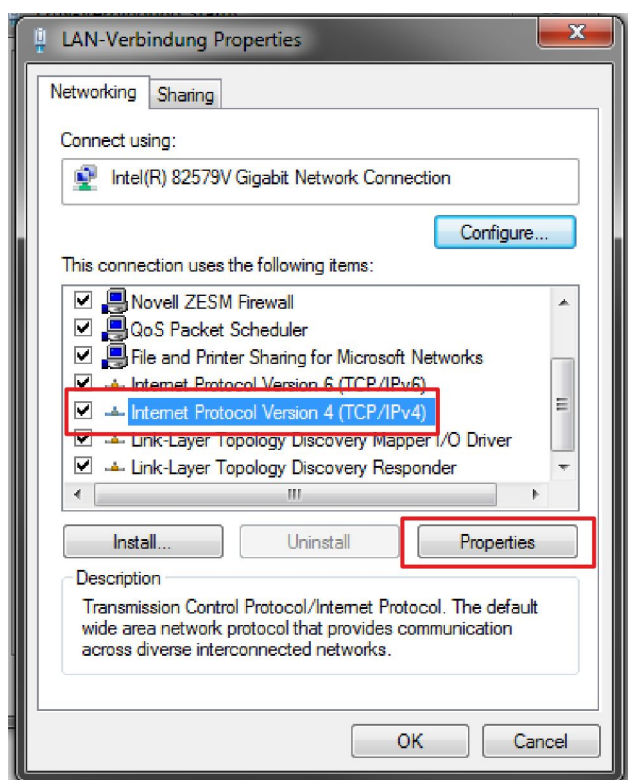 LAN-Verbindung Properties
Networking
Sharing
Connect using:
Intel(R) 82579V Gigabit Network Connection
Configure...
This connection uses the following items:
Novell ZESM Firewall
QoS Packet Scheduler
File and Printer Sharing for Microsoft Networks
Internet Protocol Version 6 (TCP/IPv6)
Internet Protocol Version 4 (TCP/IPv4)
Link-Layer Topology Discovery Mapper I/O Driver
Link-Layer Topology Discovery Responder
Install...
Uninstall
Properties
Description
Transmission Control Protocol/Internet Protocol. The default
wide area network protocol that provides communication
across diverse interconnected networks.
OK
Cancel